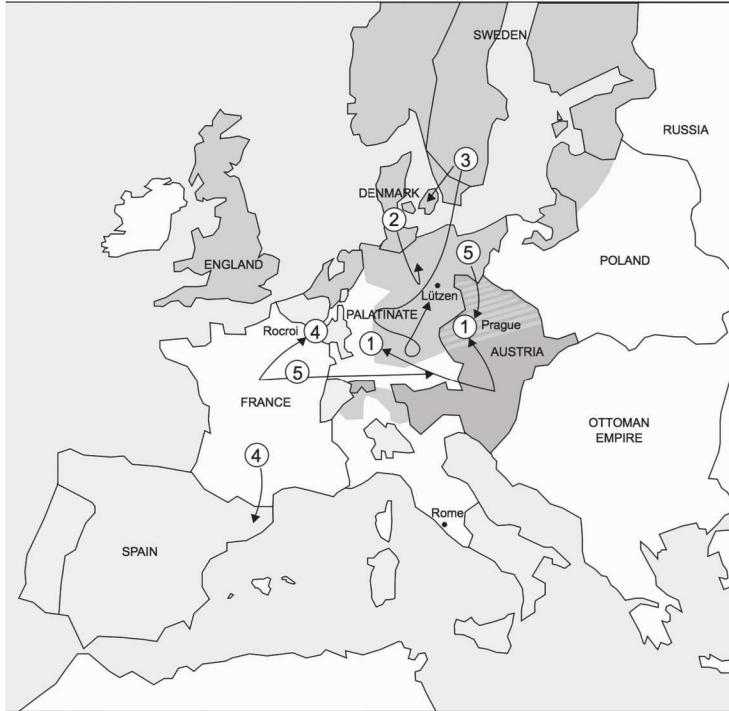 SWEDEN
RUSSIA
3
DENMARK
2
ENGLAND
5
POLAND
Lützen
PALATINATE
Rocroi
4
1
Prague
1
AUSTRIA
5
FRANCE
OTTOMAN
EMPIRE
4
Rome
SPAIN